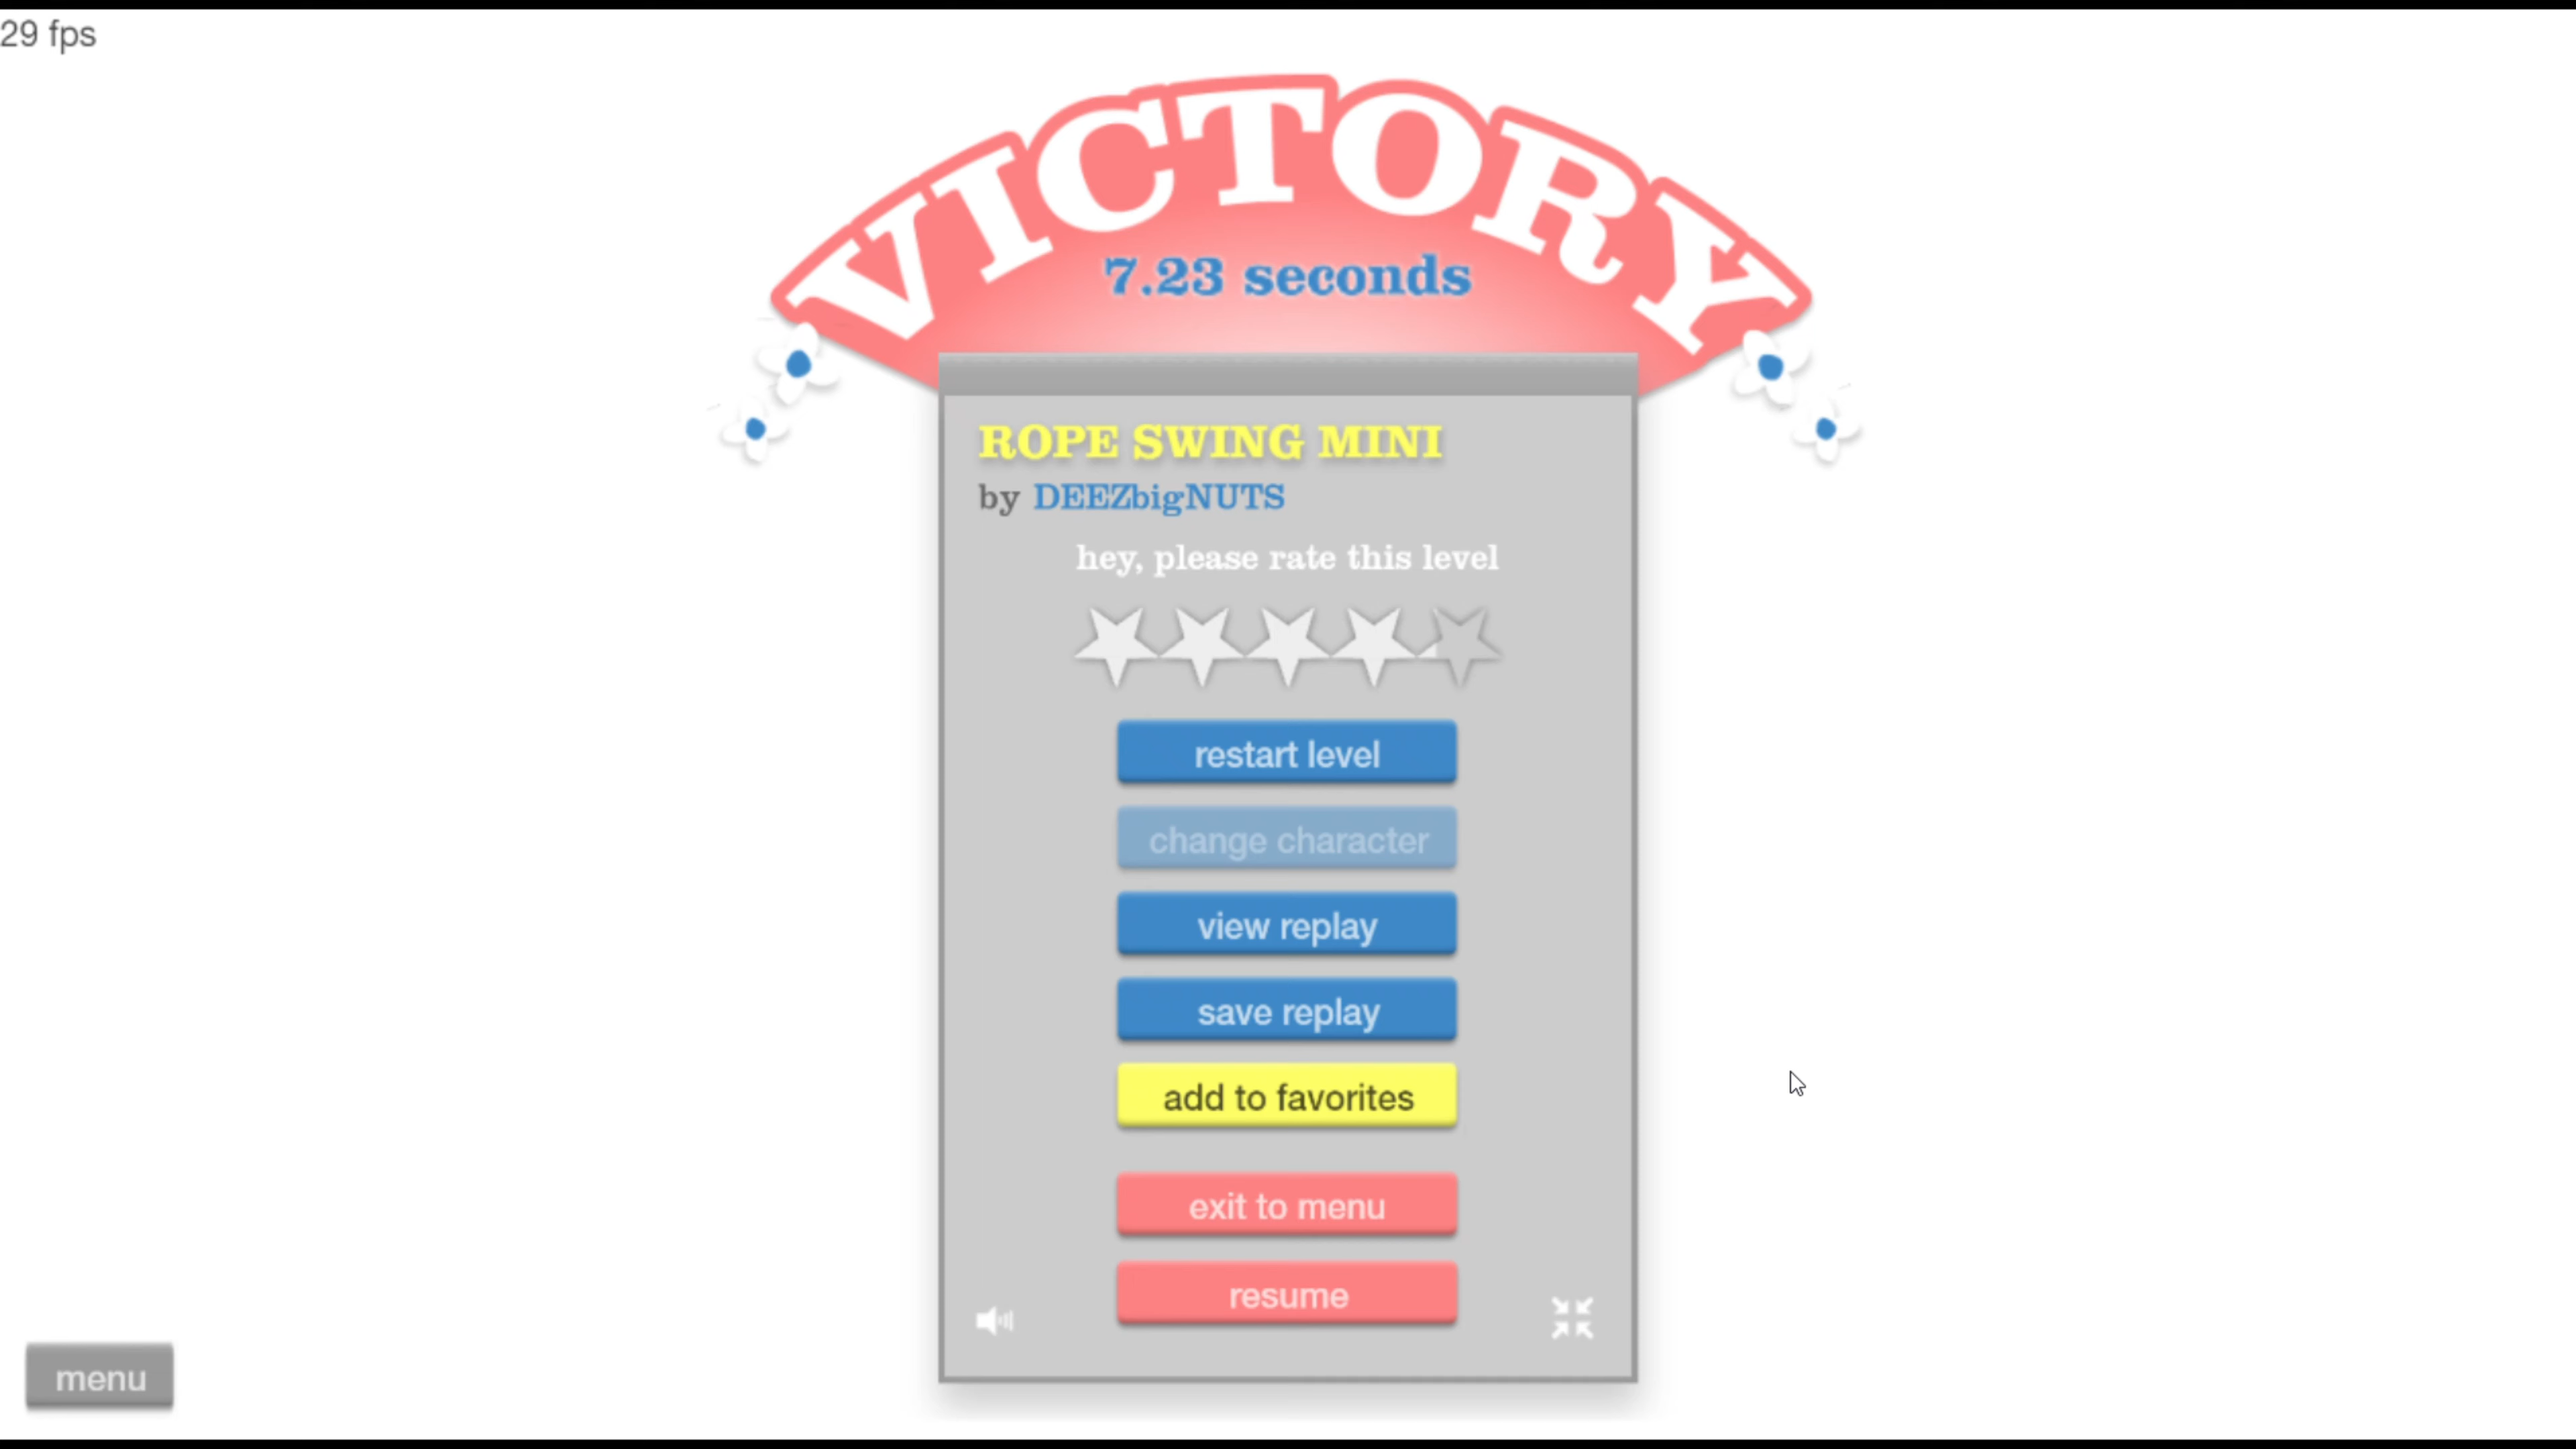 29 fps
VICTORY
7.23 seconds
ROPE SWING MINI
by DEEZbigNUTS
hey, please rate this level
restart level
change character
view replay
save replay
add to favorites
exit to menu
resume
menu